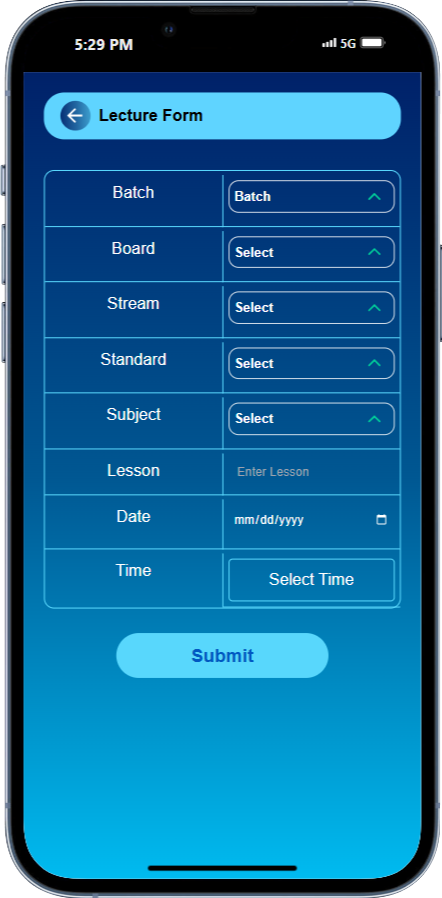 5:29 PM 5G
Lecture Form
Batch Batch
Board Select
Stream Select
Standard Select
Subject Select
Lesson Enter Lesson
Date mm/dd/yyyy
Time Select Time
Submit